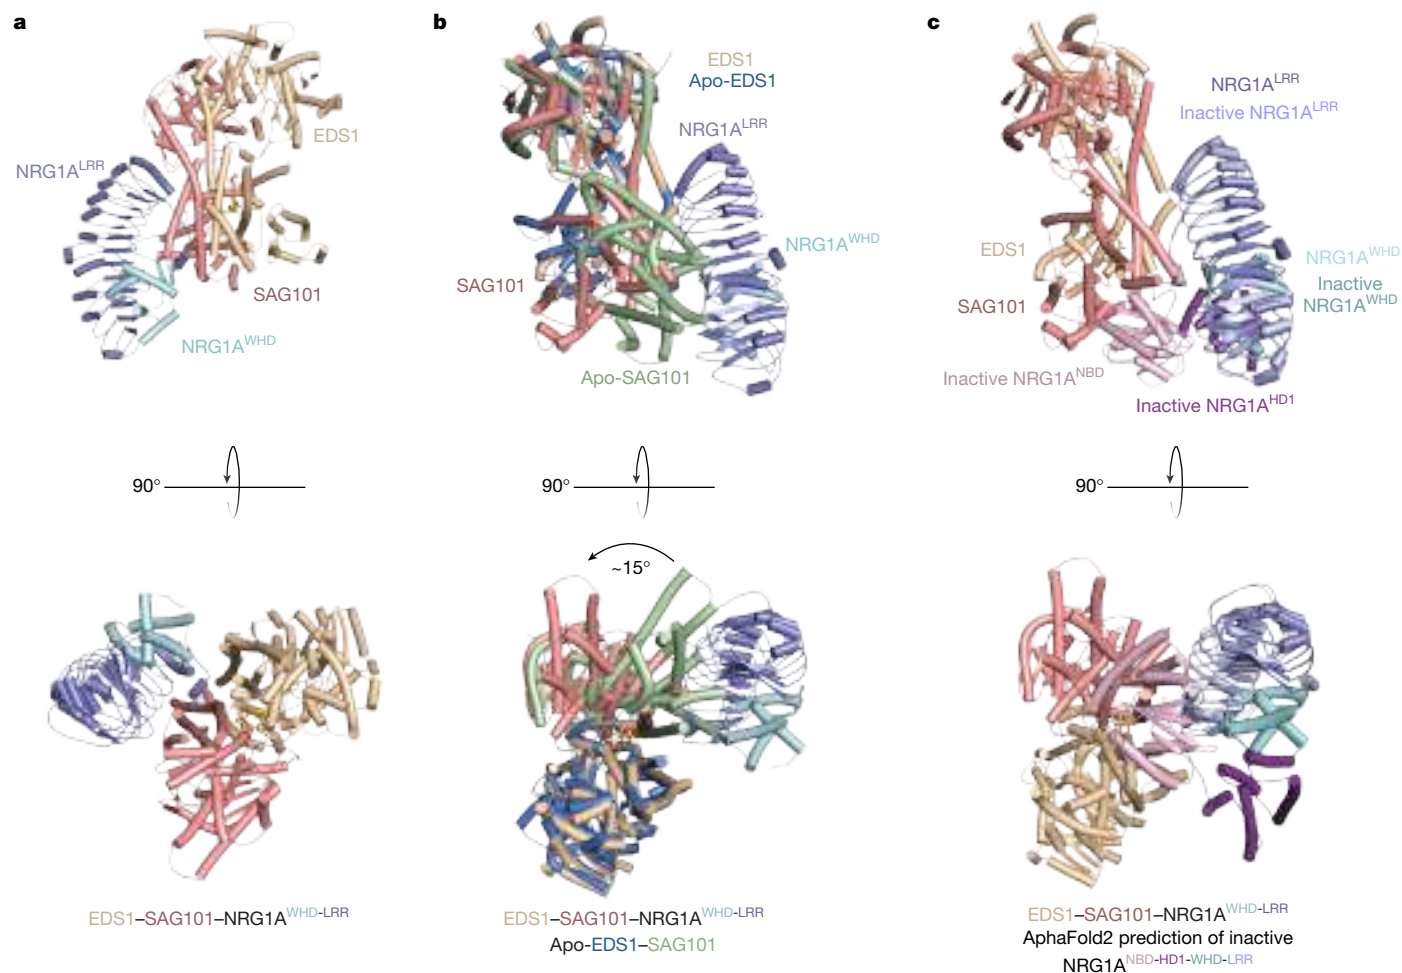 a
NRG1A^LRR
EDS1
SAG101
NRG1A^WHD
90°
EDS1–SAG101–NRG1A^WHD-LRR
b
EDS1
Apo-EDS1
NRG1A^LRR
NRG1A^WHD
SAG101
Apo-SAG101
90°
~15°
EDS1–SAG101–NRG1A^WHD-LRR
Apo-EDS1–SAG101
c
NRG1A^LRR
Inactive NRG1A^LRR
EDS1
NRG1A^WHD
Inactive
NRG1A^WHD
SAG101
Inactive NRG1A^NBD
Inactive NRG1A^HD1
90°
EDS1–SAG101–NRG1A^WHD-LRR
AphaFold2 prediction of inactive
NRG1A^NBD-HD1-WHD-LRR